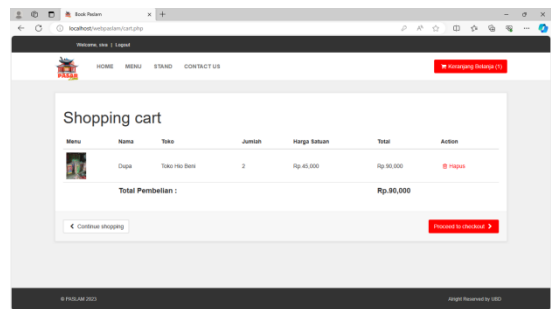 Book Paslam
localhost/webpaslam/cart.php
Welcome, sive | Logout
PASLAM
HOME MENU STAND CONTACT US
Keranjang Belanja (1)
Shopping cart
Menu Nama Toko Jumlah Harga Satuan Total Action
Dupa Toko Hio Beni 2 Rp.45,000 Rp.90,000 Hapus
Total Pembelian : Rp.90,000
Continue shopping
Proceed to checkout
© PASLAM 2023
Alright Reserved by UBD